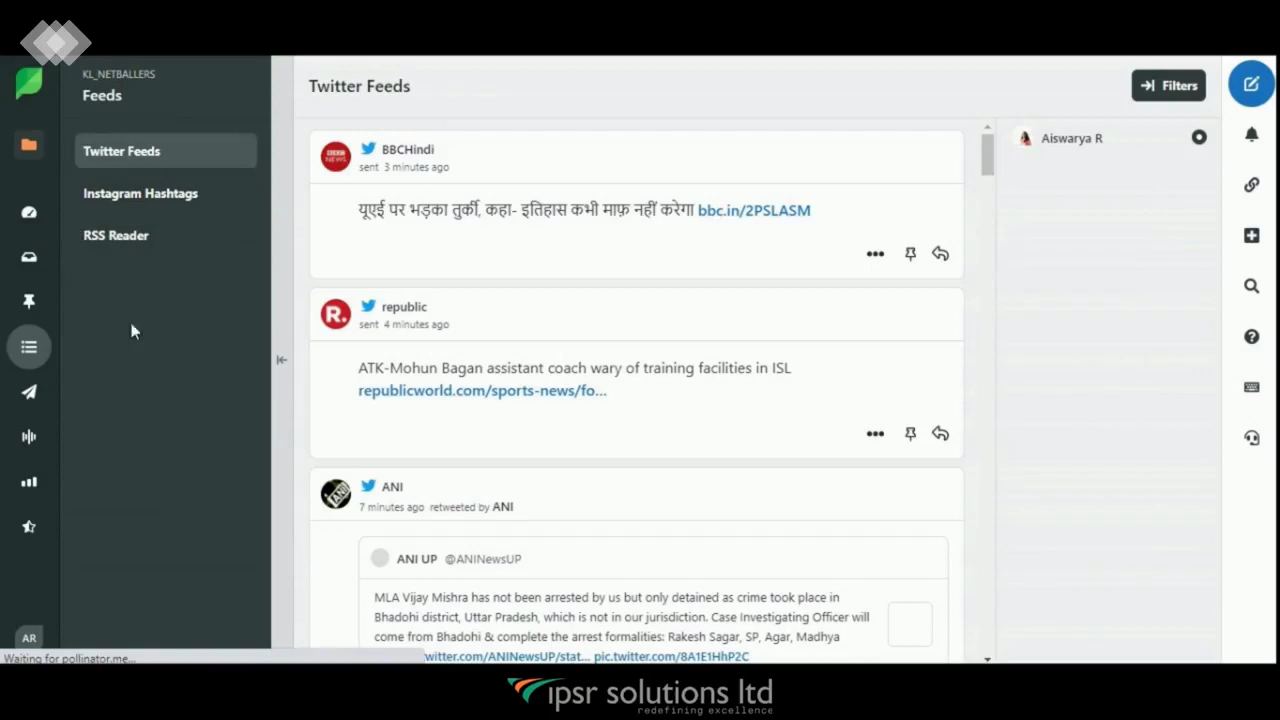 KL_NETBALLERS
Feeds
Twitter Feeds
Instagram Hashtags
RSS Reader
AR
Waiting for pollinator.me...
Twitter Feeds
Filters
BBCHindi
sent 3 minutes ago
यूएई पर भड़का तुर्की, कहा- इतिहास कभी माफ़ नहीं करेगा bbc.in/2PSLASM
republic
sent 4 minutes ago
ATK-Mohun Bagan assistant coach wary of training facilities in ISL
republicworld.com/sports-news/fo...
ANI
7 minutes ago retweeted by ANI
ANI UP @ANINewsUP
MLA Vijay Mishra has not been arrested by us but only detained as crime took place in
Bhadohi district, Uttar Pradesh, which is not in our jurisdiction. Case Investigating Officer will
come from Bhadohi & complete the arrest formalities: Rakesh Sagar, SP, Agar, Madhya
twitter.com/ANINewsUP/stat... pic.twitter.com/8A1E1HhP2C
Aiswarya R
ipsr solutions ltd
redefining excellence